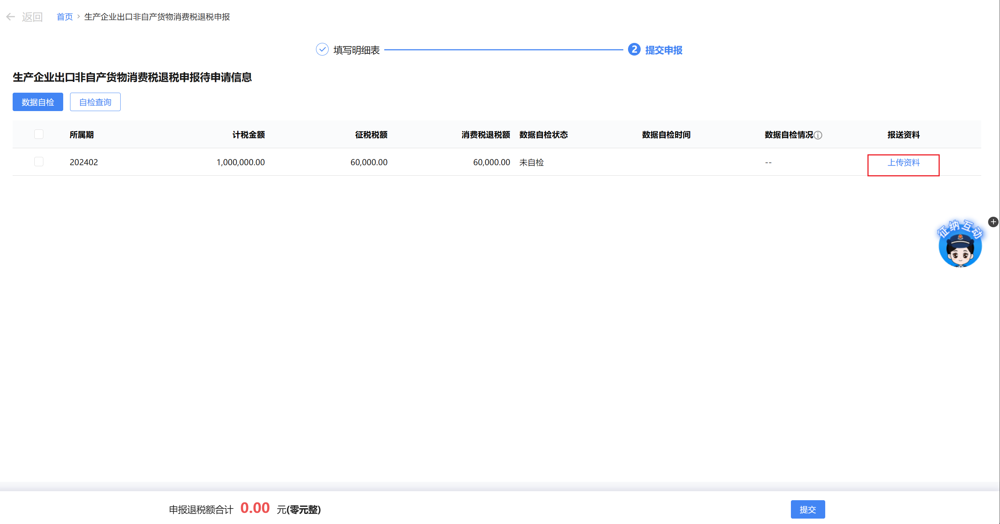 返回 首页 > 生产企业出口非自产货物消费税退税申报
填写明细表 2 提交申报
生产企业出口非自产货物消费税退税申报待申请信息
数据自检 自检查询
所属期 计税金额 征税税额 消费税退税额 数据自检状态 数据自检时间 数据自检情况 报送资料
202402 1,000,000.00 60,000.00 60,000.00 未自检 -- 上传资料
征纳互动
申报退税额合计 0.00 元(零元整) 提交